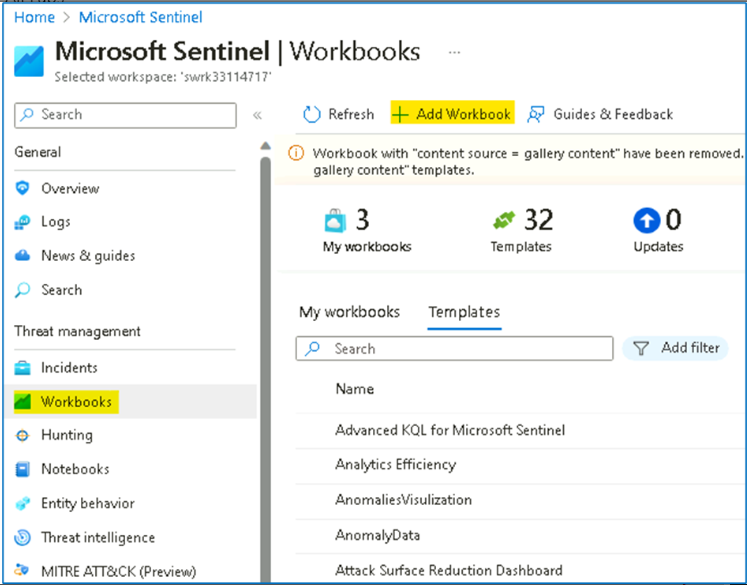 Home > Microsoft Sentinel
Microsoft Sentinel | Workbooks ...
Selected workspace: 'swrk33114717'
Search «
General
Overview
Logs
News & guides
Search
Threat management
Incidents
Workbooks
Hunting
Notebooks
Entity behavior
Threat intelligence
MITRE ATT&CK (Preview)
Refresh + Add Workbook Guides & Feedback
Workbook with "content source = gallery content" have been removed.
gallery content" templates.
3 32 0
My workbooks Templates Updates
My workbooks Templates
Search Add filter
Name
Advanced KQL for Microsoft Sentinel
Analytics Efficiency
AnomaliesVisulization
AnomalyData
Attack Surface Reduction Dashboard